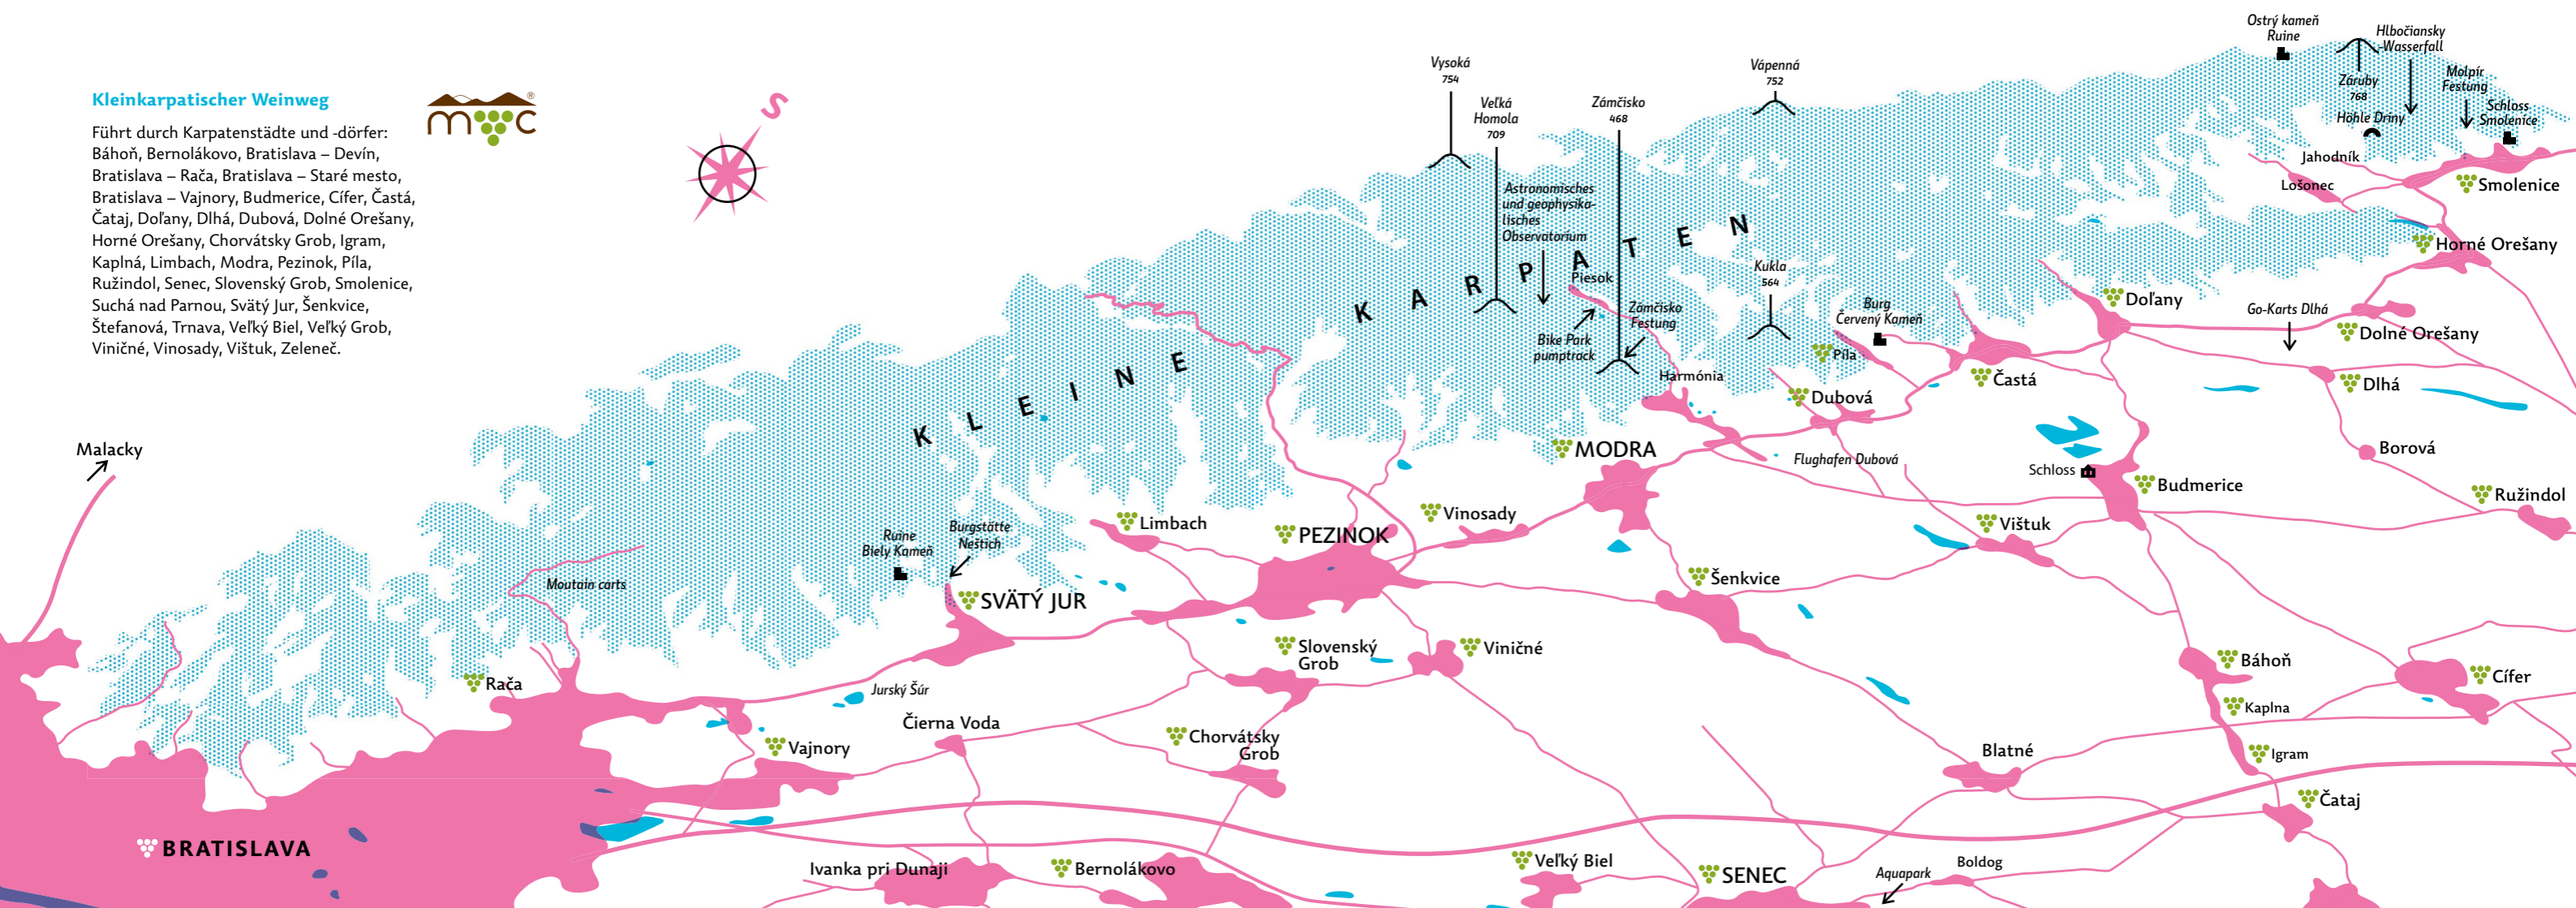 Kleinkarpatischer Weinweg
Führt durch Karpatenstädte und -dörfer:
Báhoň, Bernolákovo, Bratislava – Devín,
Bratislava – Rača, Bratislava – Staré mesto,
Bratislava – Vajnory, Budmerice, Cífer, Častá,
Čataj, Doľany, Dlhá, Dubová, Dolné Orešany,
Horné Orešany, Chorvátsky Grob, Igram,
Kaplná, Limbach, Modra, Pezinok, Píla,
Ružindol, Senec, Slovenský Grob, Smolenice,
Suchá nad Parnou, Svätý Jur, Šenkvice,
Štefanová, Trnava, Veľký Biel, Veľký Grob,
Viničné, Vinosady, Vištuk, Zeleneč.
mvc
®
S
Malacky
KLEINE
KARPATEN
Vysoká
754
Veľká
Homola
709
Zámčisko
468
Vápenná
752
Astronomisches
und geophysika-
lisches
Observatorium
Piesok
Bike Park
pumptrack
Zámčisko
Festung
Kukla
564
Burg
Červený Kameň
Píla
Harmónia
Dubová
Častá
Doľany
Ostrý kameň
Ruine
Záruby
768
Hlbočiansky
-Wasserfall
Molpír
Festung
Schloss
Smolenice
Höhle Driny
Jahodník
Lošonec
Smolenice
Horné Orešany
Go-Karts Dlhá
Dolné Orešany
Dlhá
Borová
Ružindol
MODRA
Flughafen Dubová
Schloss
Budmerice
Vištuk
Vinosady
PEZINOK
Limbach
Ruine
Biely Kameň
Burgstätte
Neštich
SVÄTÝ JUR
Moutain carts
Šenkvice
Slovenský
Grob
Viničné
Báhoň
Cífer
Kaplna
Igram
Rača
Jurský Šúr
Čierna Voda
Vajnory
Chorvátsky
Grob
Blatné
Čataj
BRATISLAVA
Ivanka pri Dunaji
Bernolákovo
Veľký Biel
SENEC
Aquapark
Boldog